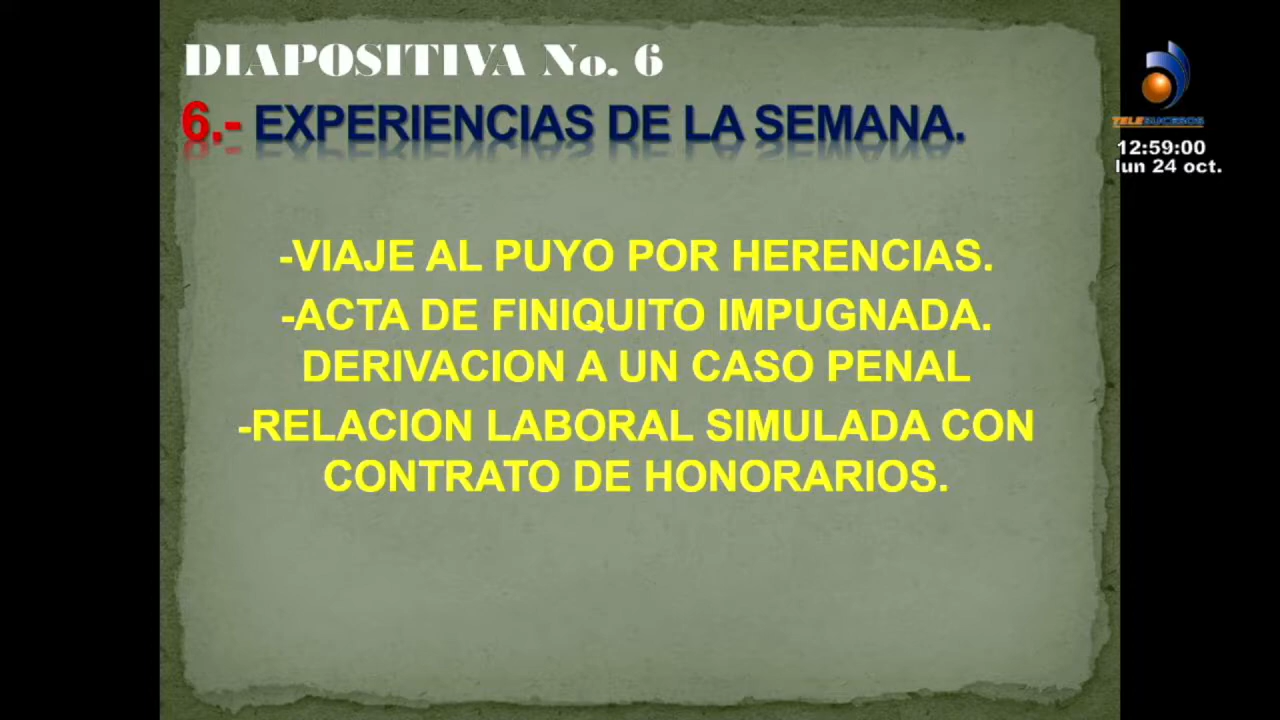 DIAPOSITIVA No. 6
6.- EXPERIENCIAS DE LA SEMANA.
TELESUCESOS
12:59:00
lun 24 oct.
-VIAJE AL PUYO POR HERENCIAS.
-ACTA DE FINIQUITO IMPUGNADA.
DERIVACION A UN CASO PENAL
-RELACION LABORAL SIMULADA CON
CONTRATO DE HONORARIOS.